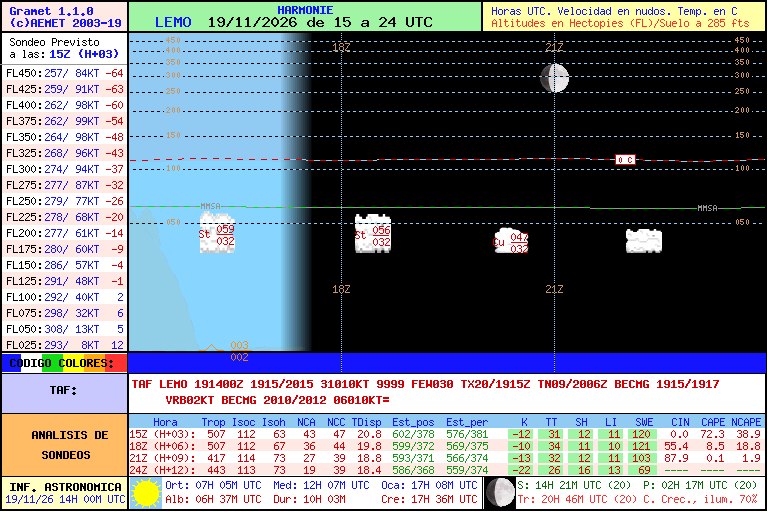 Gramet 1.1.0
(c)AEMET 2003-19
HARMONIE
LEMO 19/11/2026 de 15 a 24 UTC
Horas UTC. Velocidad en nudos. Temp. en C
Altitudes en Hectopies (FL)/Suelo a 285 fts
Sondeo Previsto
a las: 15Z (H+03)
FL450:257/ 84KT -64
FL425:259/ 91KT -63
FL400:262/ 98KT -60
FL375:262/ 99KT -54
FL350:264/ 98KT -48
FL325:268/ 96KT -43
FL300:274/ 94KT -37
FL275:277/ 87KT -32
FL250:279/ 77KT -26
FL225:278/ 68KT -20
FL200:277/ 61KT -14
FL175:280/ 60KT -9
FL150:286/ 57KT -4
FL125:291/ 48KT -1
FL100:292/ 40KT 2
FL075:298/ 32KT 6
FL050:308/ 13KT 5
FL025:293/ 8KT 12
18Z 21Z
450 450
400 400
350 350
300 300
250 250
200 200
150 150
0 C
100 100
MMSA MMSA
050 050
St 059
032
St 056
032
Cu 047
032
18Z 21Z
003
002
CODIGO COLORES:
TAF:
TAF LEMO 191400Z 1915/2015 31010KT 9999 FEW030 TX20/1915Z TN09/2006Z BECMG 1915/1917
VRB02KT BECMG 2010/2012 06010KT=
ANALISIS DE
SONDEOS
Hora Trop Isoc Isoh NCA NCC TDisp Est_pos Est_per K TT SH LI SWE CIN CAPE NCAPE
15Z (H+03): 507 112 63 43 47 20.8 602/378 576/381 -12 31 12 11 120 0.0 72.3 38.9
18Z (H+06): 507 112 67 36 44 19.8 599/372 569/375 -10 34 11 10 121 55.4 8.5 18.8
21Z (H+09): 417 114 73 27 39 18.8 593/371 565/374 -13 32 11 11 103 87.9 0.1 1.9
24Z (H+12): 443 113 73 19 39 18.4 586/368 559/374 -22 26 16 13 69 ---- ---- ----
INF. ASTRONOMICA
19/11/26 14H 00M UTC
Ort: 07H 05M UTC Med: 12H 07M UTC Oca: 17H 08M UTC
Alb: 06H 37M UTC Dur: 10H 03M Cre: 17H 36M UTC
S: 14H 21M UTC (20) P: 02H 17M UTC (20)
Tr: 20H 46M UTC (20) C. Crec., ilum. 70%